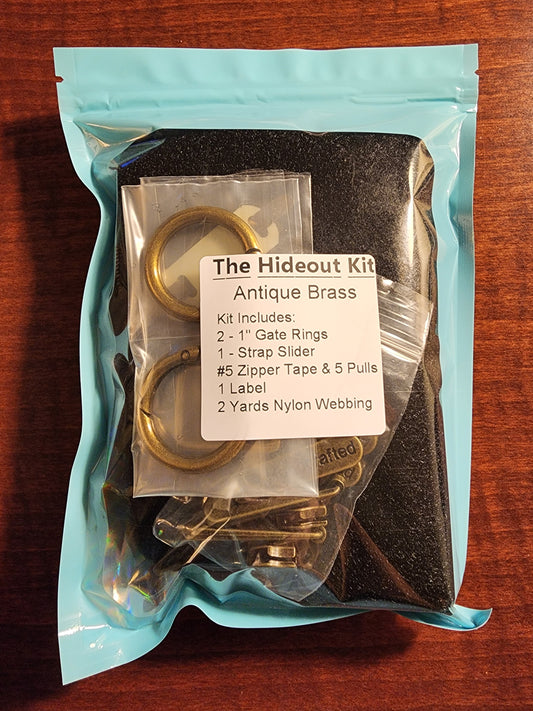 The Hideout Kit
Antique Brass
Kit Includes:
2 - 1" Gate Rings
1 - Strap Slider
#5 Zipper Tape & 5 Pulls
1 Label
2 Yards Nylon Webbing
afted